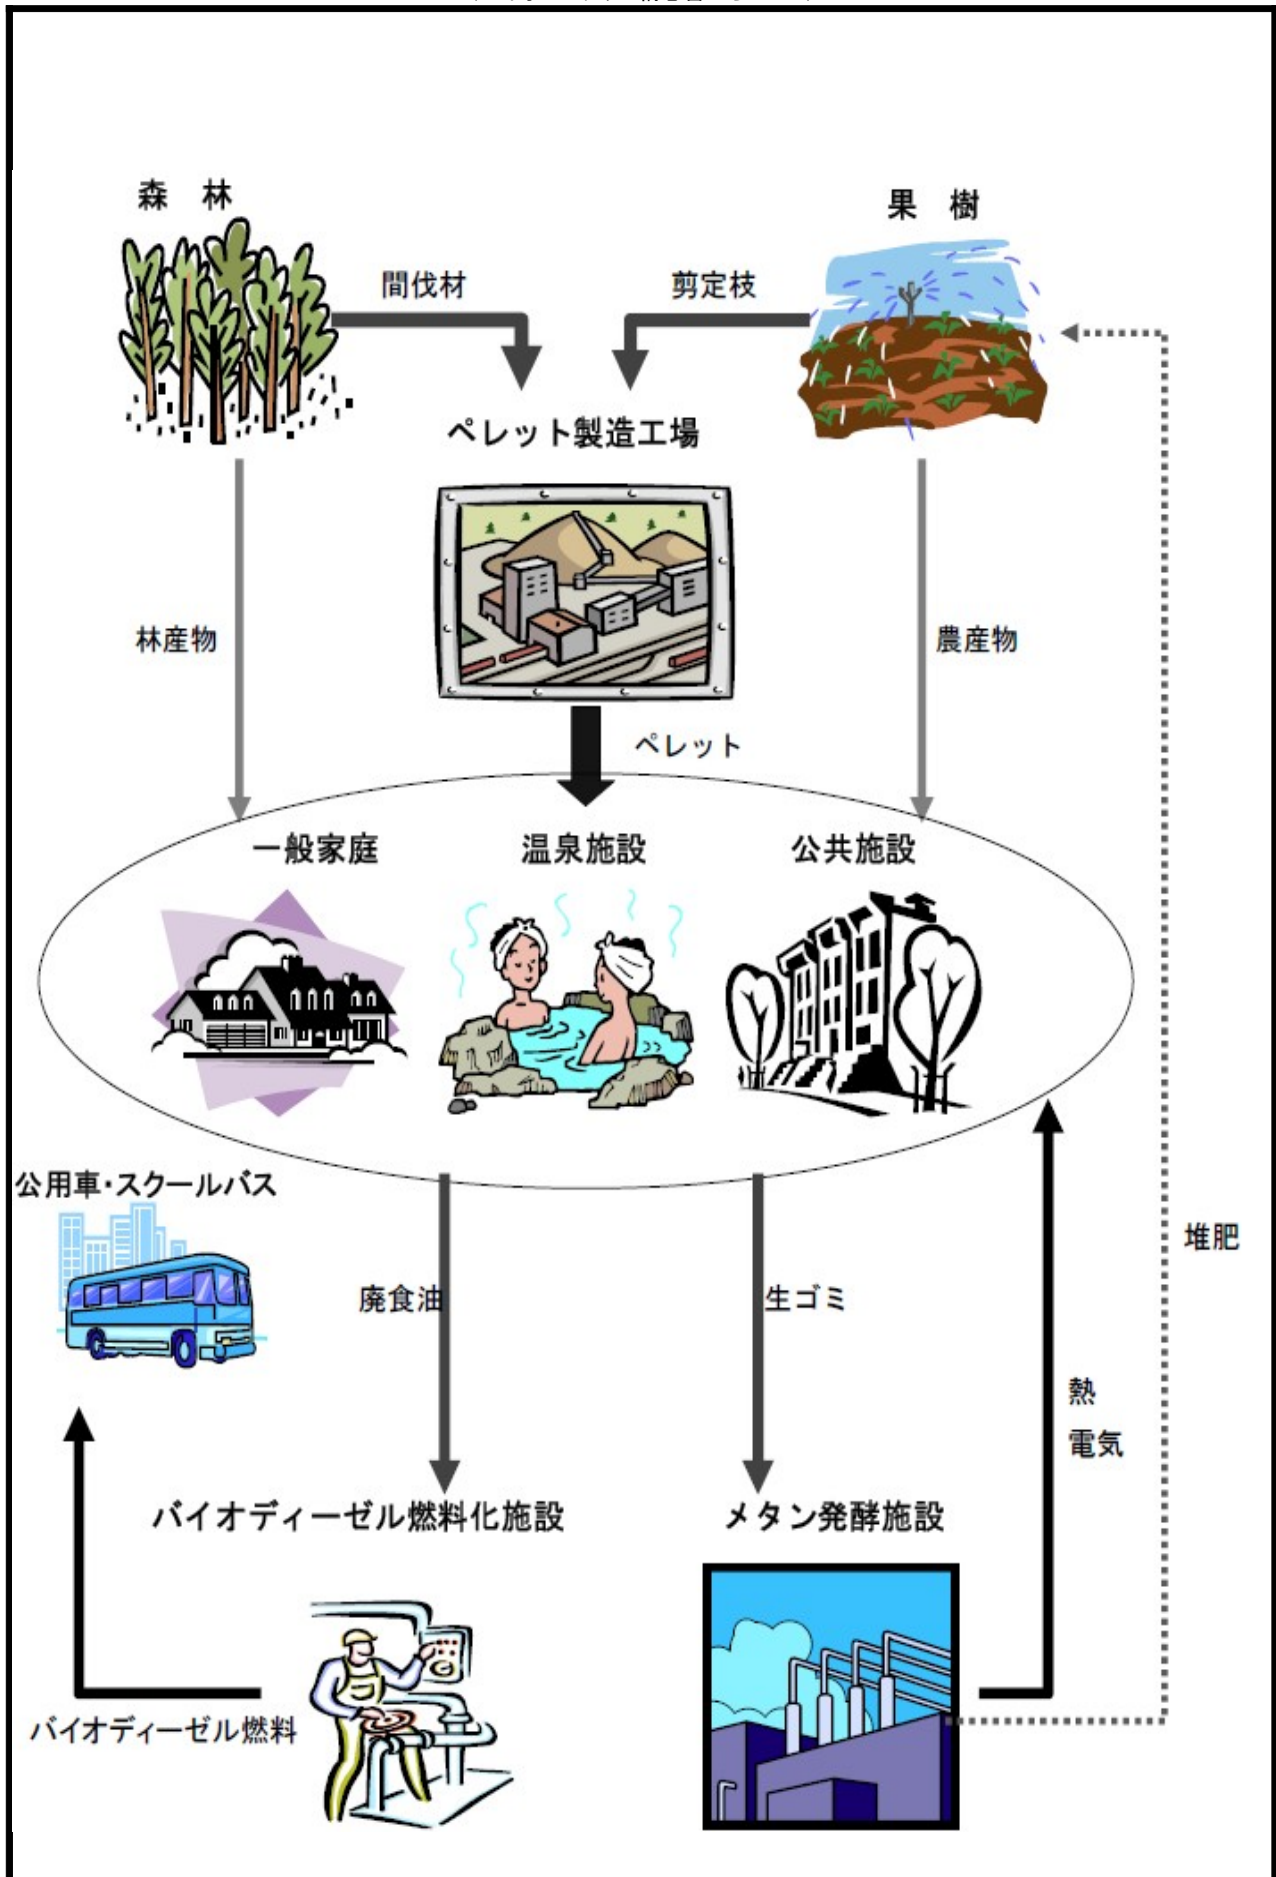 森 林
果 樹
間伐材
剪定枝
ペレット製造工場
林産物
農産物
ペレット
一般家庭
温泉施設
公共施設
公用車・スクールバス
堆肥
廃食油
生ゴミ
熱
電気
バイオディーゼル燃料化施設
メタン発酵施設
バイオディーゼル燃料